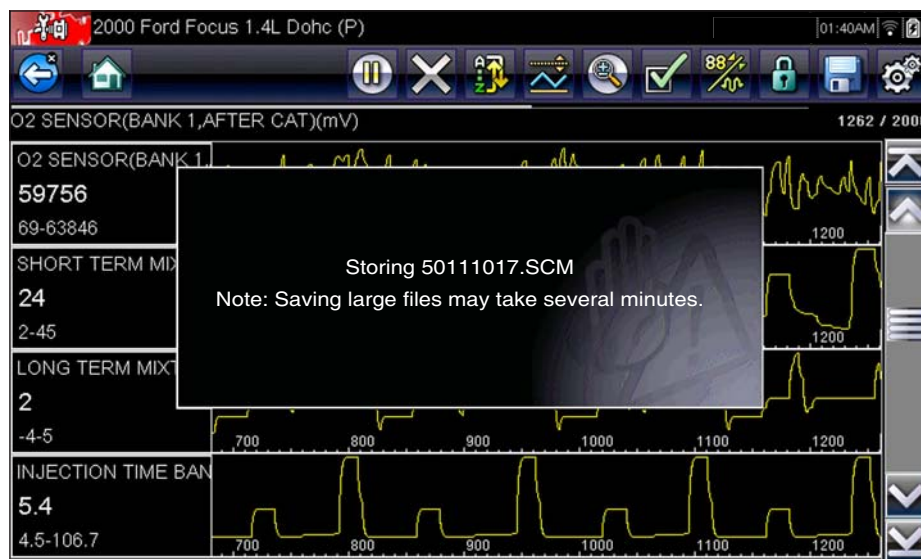 2000 Ford Focus 1.4L Dohc (P)
01:40AM
O2 SENSOR(BANK 1,AFTER CAT)(mV)
1262 / 200
O2 SENSOR(BANK 1,
59756
69-63846
1200
Storing 50111017.SCM
Note: Saving large files may take several minutes.
SHORT TERM MIX
24
2-45
1200
LONG TERM MIXT
2
-4-5
700 800 900 1000 1100 1200
INJECTION TIME BAN
5.4
4.5-106.7
700 800 900 1000 1100 1200